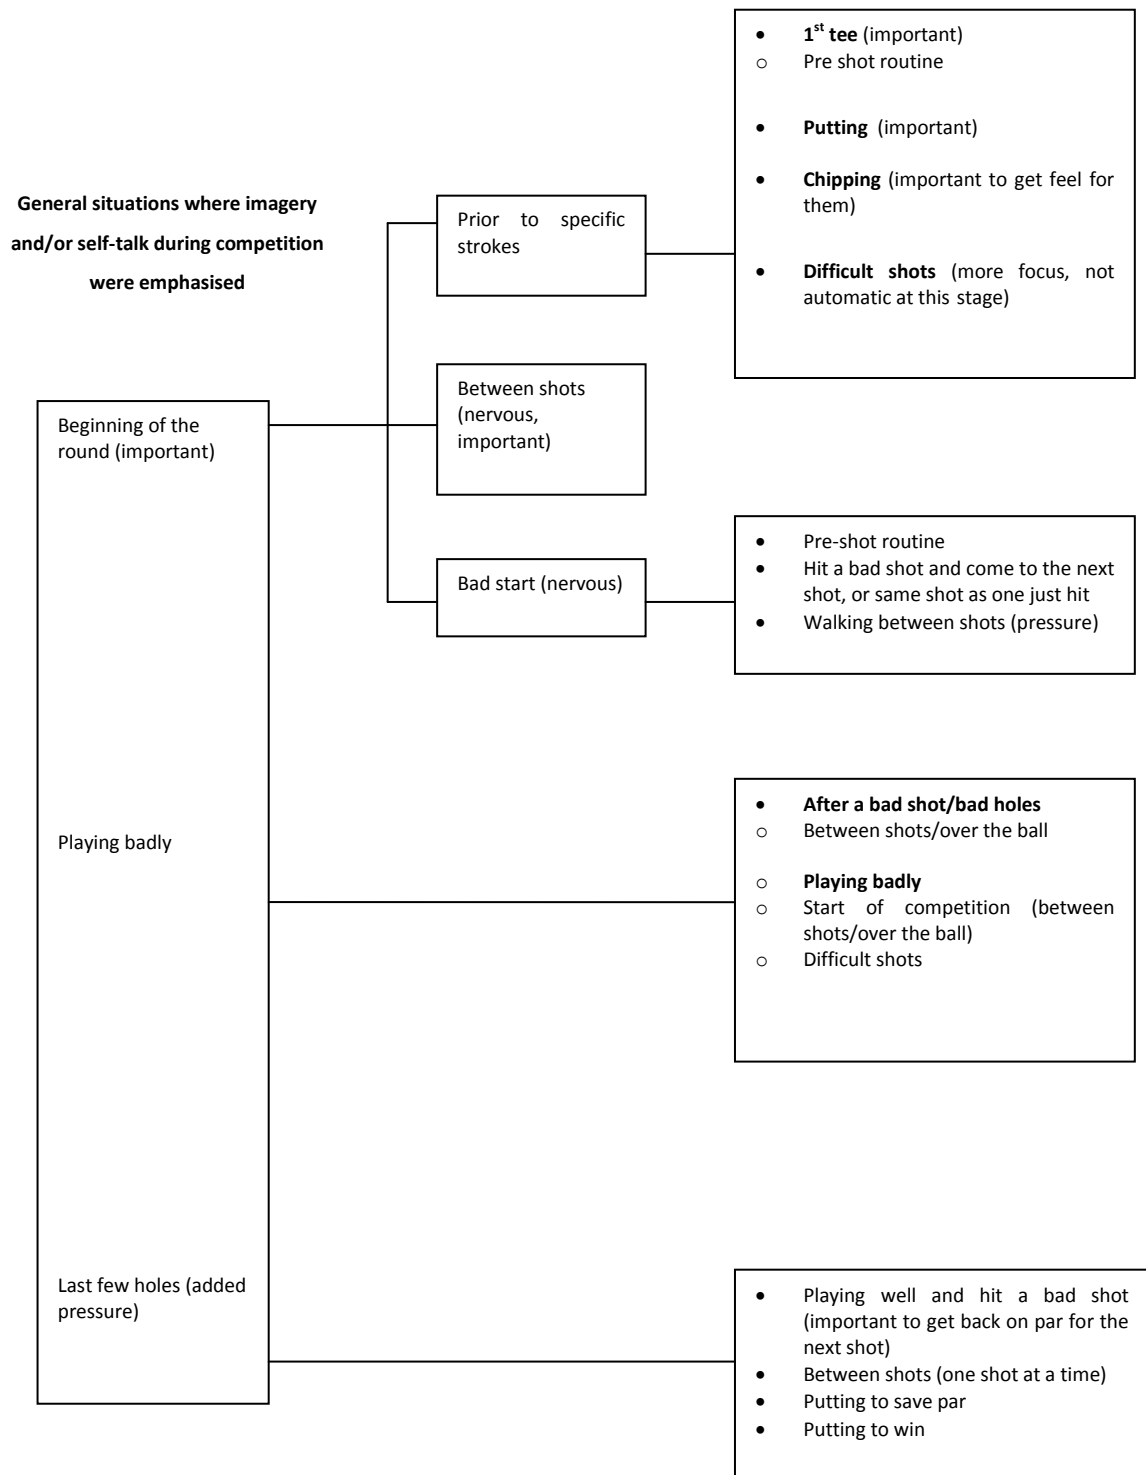 General situations where imagery
and/or self-talk during competition
were emphasised
Beginning of the
round (important)
Playing badly
Last few holes (added
pressure)
Prior to specific
strokes
Between shots
(nervous,
important)
Bad start (nervous)
• 1st tee (important)
o Pre shot routine
• Putting (important)
• Chipping (important to get feel for
them)
• Difficult shots (more focus, not
automatic at this stage)
• Pre-shot routine
• Hit a bad shot and come to the next
shot, or same shot as one just hit
• Walking between shots (pressure)
• After a bad shot/bad holes
o Between shots/over the ball
o Playing badly
o Start of competition (between
shots/over the ball)
o Difficult shots
• Playing well and hit a bad shot
(important to get back on par for the
next shot)
• Between shots (one shot at a time)
• Putting to save par
• Putting to win